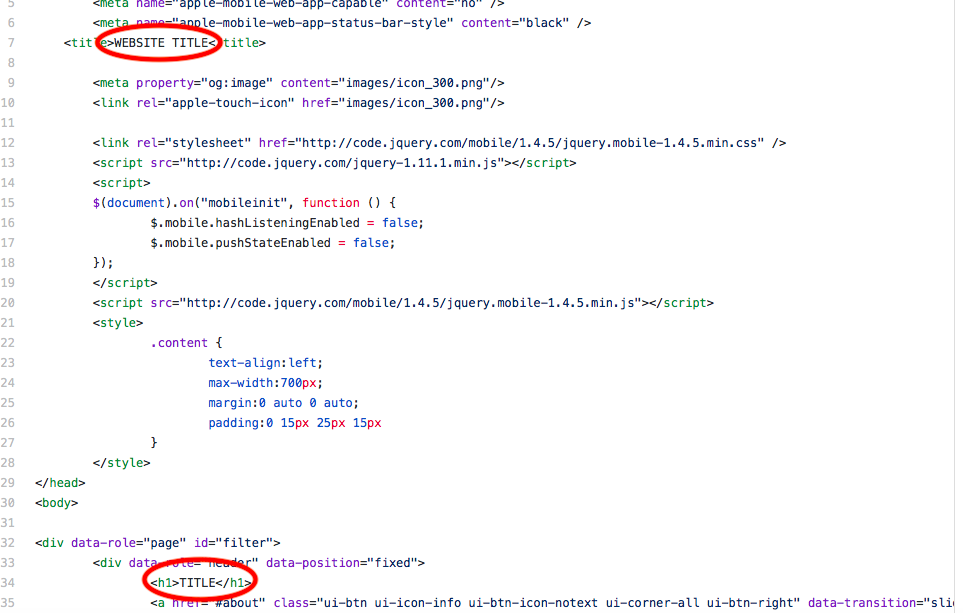 5 <meta name="apple-mobile-web-app-capable" content="no" />
6 <meta name="apple-mobile-web-app-status-bar-style" content="black" />
7 <title>WEBSITE TITLE</title>
8
9 <meta property="og:image" content="images/icon_300.png"/>
10 <link rel="apple-touch-icon" href="images/icon_300.png"/>
11
12 <link rel="stylesheet" href="http://code.jquery.com/mobile/1.4.5/jquery.mobile-1.4.5.min.css" />
13 <script src="http://code.jquery.com/jquery-1.11.1.min.js"></script>
14 <script>
15 $(document).on("mobileinit", function () {
16 $.mobile.hashListeningEnabled = false;
17 $.mobile.pushStateEnabled = false;
18 });
19 </script>
20 <script src="http://code.jquery.com/mobile/1.4.5/jquery.mobile-1.4.5.min.js"></script>
21 <style>
22 .content {
23 text-align:left;
24 max-width:700px;
25 margin:0 auto 0 auto;
26 padding:0 15px 25px 15px
27 }
28 </style>
29 </head>
30 <body>
31
32 <div data-role="page" id="filter">
33 <div data-role="header" data-position="fixed">
34 <h1>TITLE</h1>
35 <a href="#about" class="ui-btn ui-icon-info ui-btn-icon-notext ui-corner-all ui-btn-right" data-transition="slid